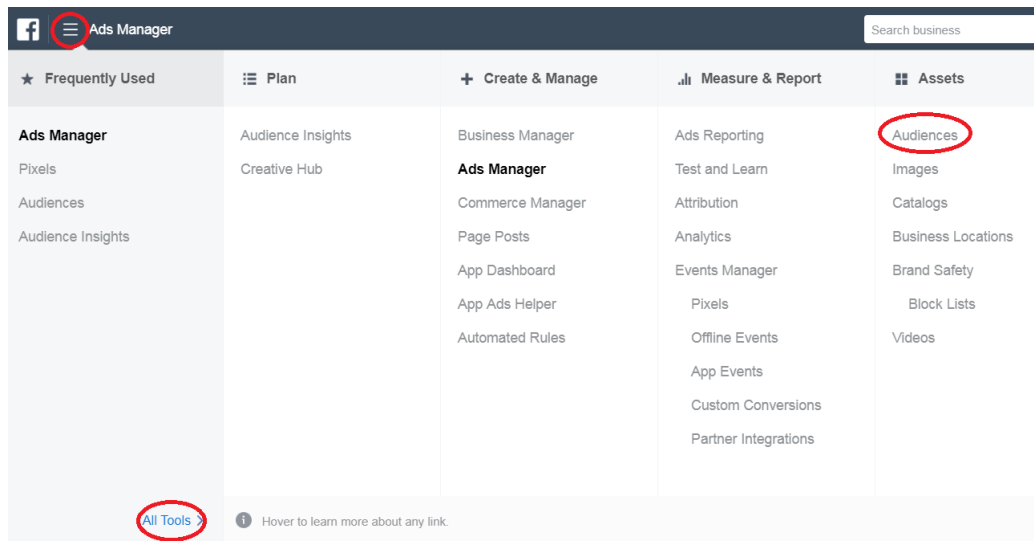 f Ads Manager
Search business
Frequently Used
Ads Manager
Pixels
Audiences
Audience Insights
All Tools >
Plan
Audience Insights
Creative Hub
Create & Manage
Business Manager
Ads Manager
Commerce Manager
Page Posts
App Dashboard
App Ads Helper
Automated Rules
Measure & Report
Ads Reporting
Test and Learn
Attribution
Analytics
Events Manager
Pixels
Offline Events
App Events
Custom Conversions
Partner Integrations
Assets
Audiences
Images
Catalogs
Business Locations
Brand Safety
Block Lists
Videos
Hover to learn more about any link.